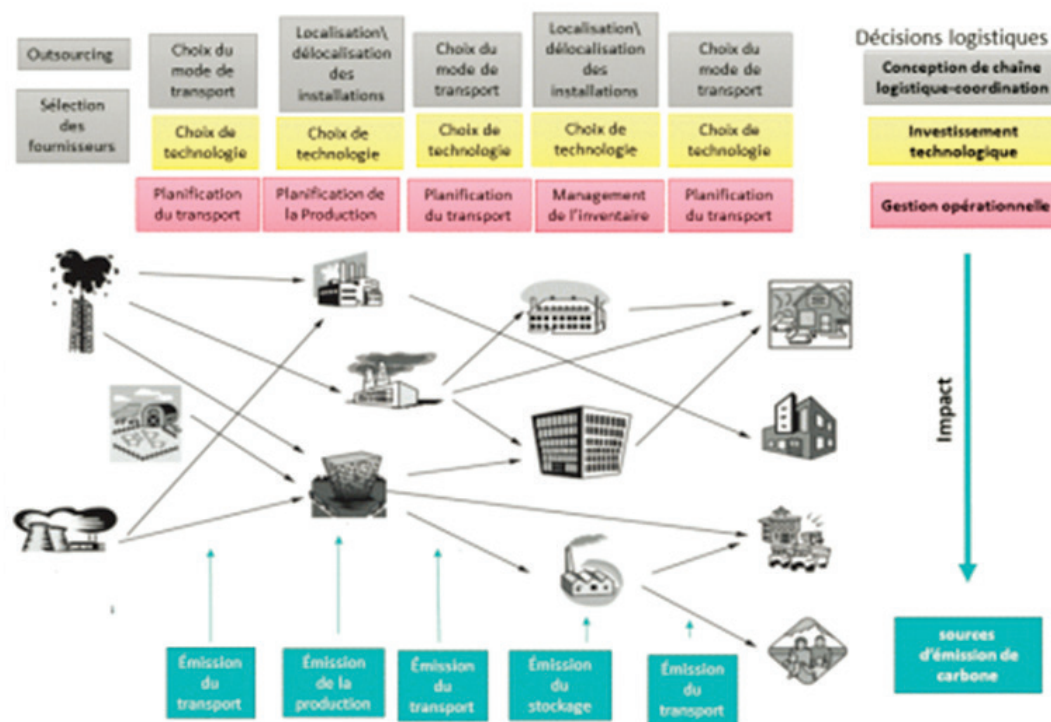 Décisions logistiques
Outsourcing
Sélection
des
fournisseurs
Choix du
mode de
transport
Localisation\
délocalisation
des
installations
Choix du
mode de
transport
Localisation\
délocalisation
des
installations
Choix du
mode de
transport
Conception de chaîne
logistique-coordination
Choix de
technologie
Choix de
technologie
Choix de
technologie
Choix de
technologie
Choix de
technologie
Investissement
technologique
Planification
du transport
Planification de
la Production
Planification
du transport
Management
de l'inventaire
Planification
du transport
Gestion opérationnelle
Impact
Émission
du
transport
Émission
de la
production
Émission
du
transport
Émission
du
stockage
Émission
du
transport
sources
d'émission de
carbone